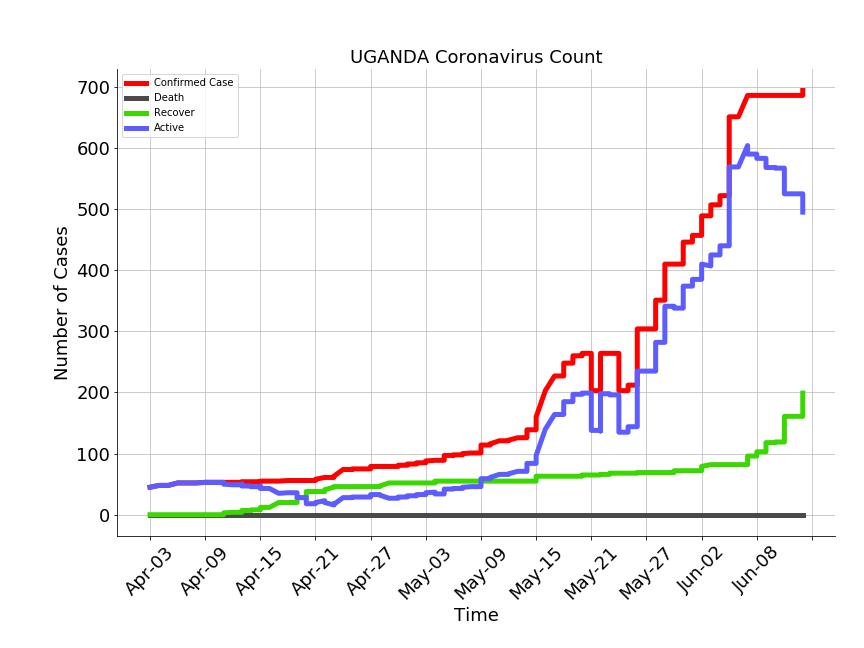 UGANDA Coronavirus Count
Confirmed Case
Death
Recover
Active
700
600
500
400
300
200
100
0
Number of Cases
Apr-03
Apr-09
Apr-15
Apr-21
Apr-27
May-03
May-09
May-15
May-21
May-27
Jun-02
Jun-08
Time